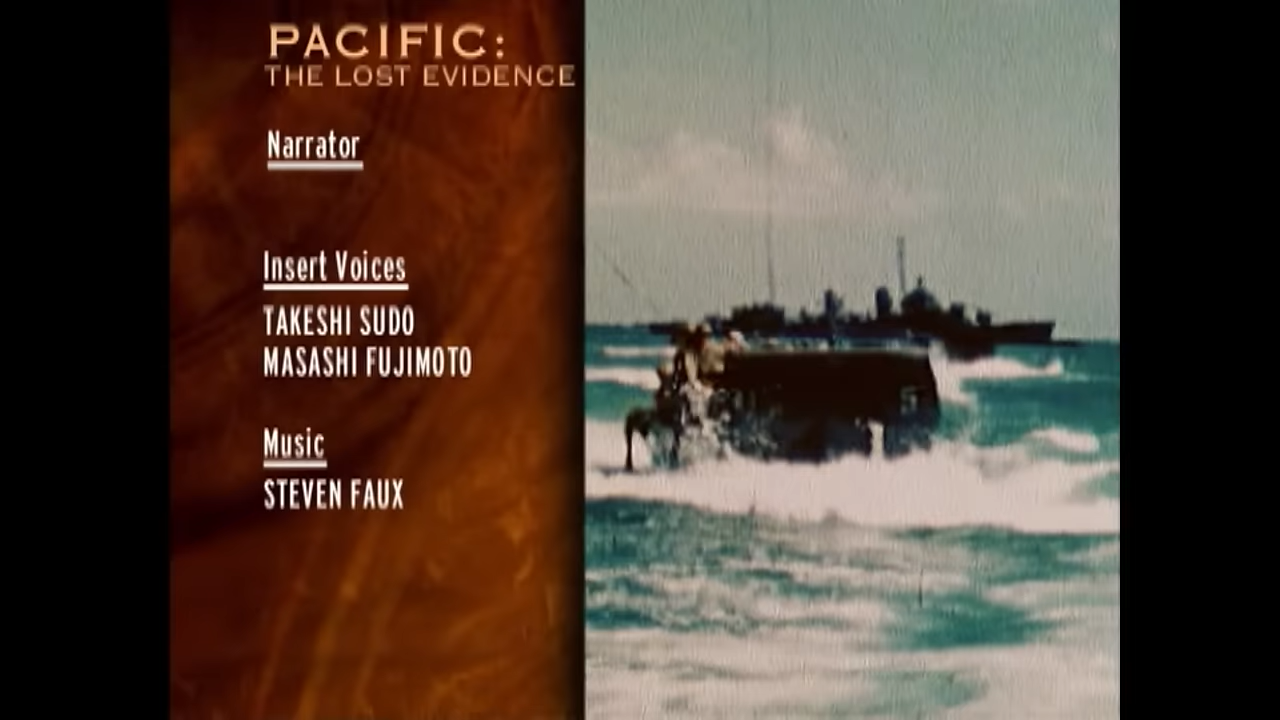 PACIFIC:
THE LOST EVIDENCE
Narrator
Insert Voices
TAKESHI SUDO
MASASHI FUJIMOTO
Music
STEVEN FAUX